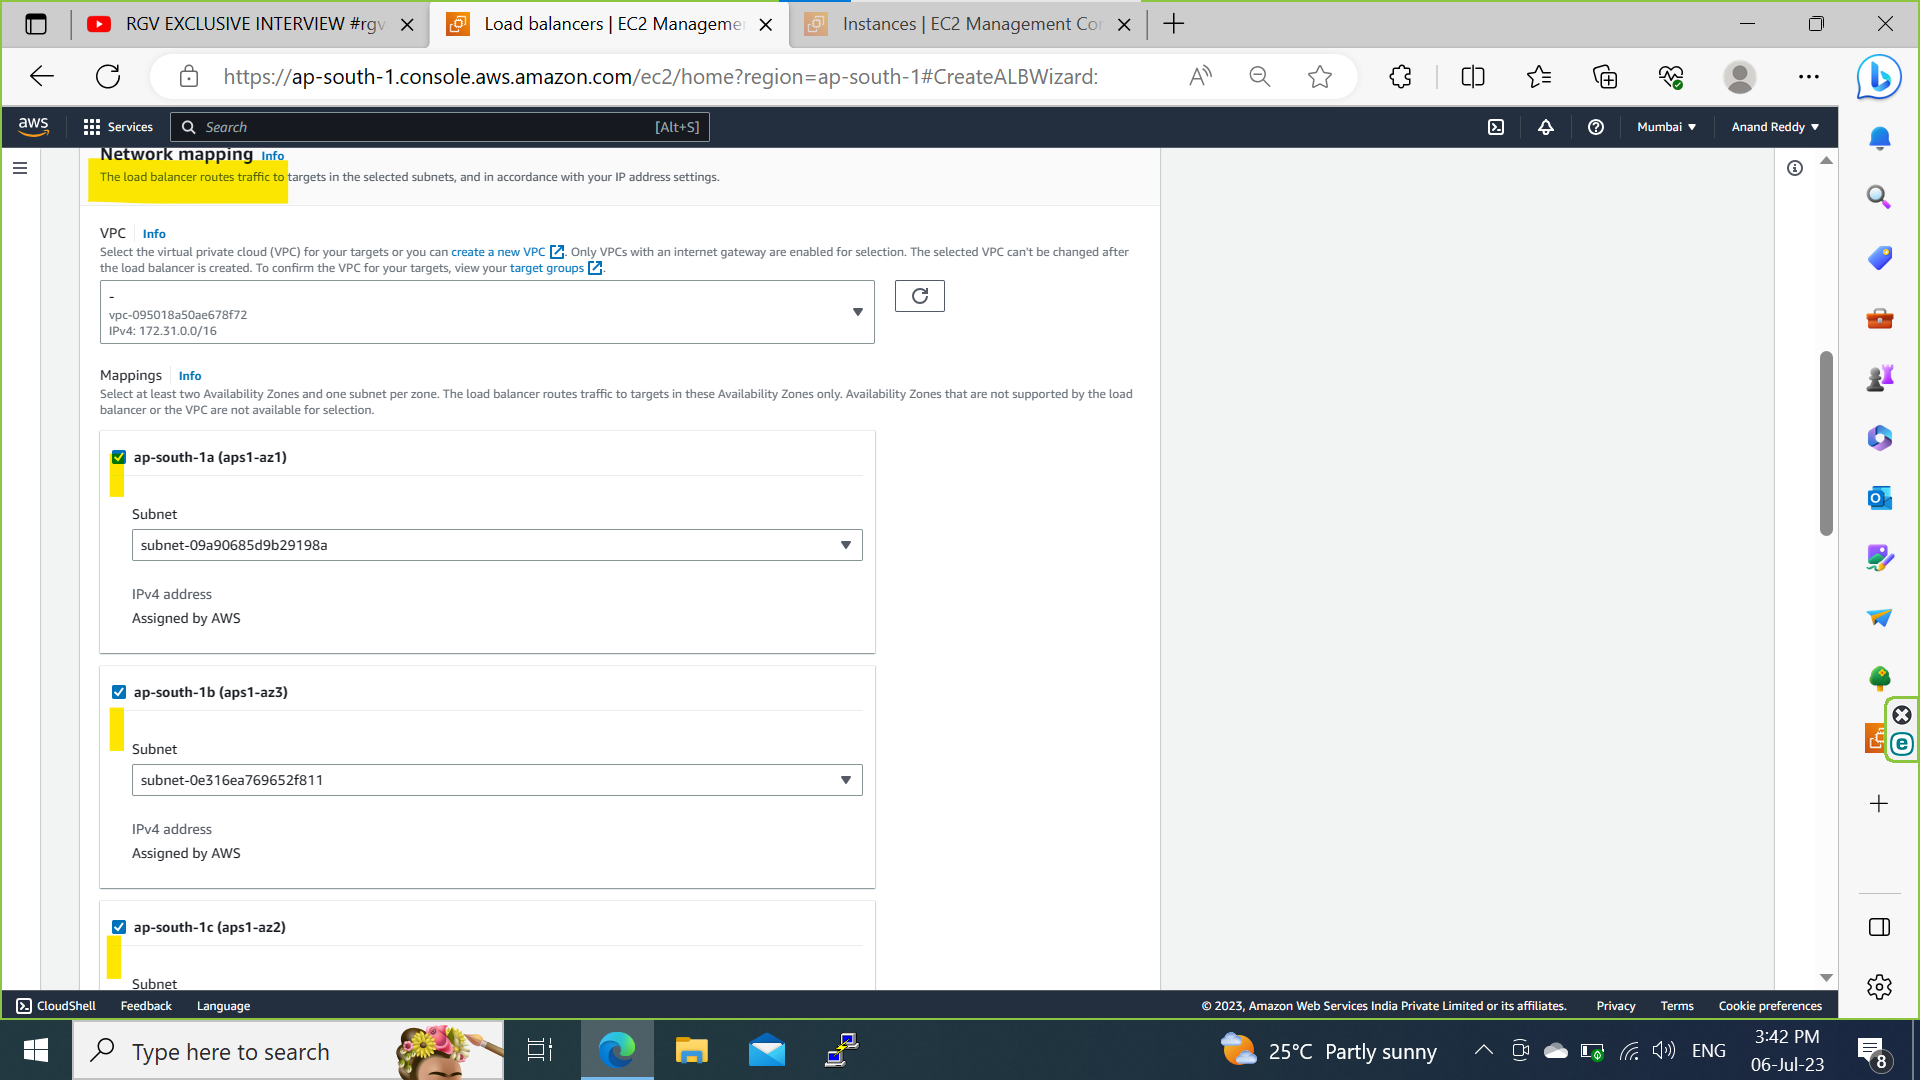 RGV EXCLUSIVE INTERVIEW #rgv
Load balancers | EC2 Manageme
Instances | EC2 Management Co
https://ap-south-1.console.aws.amazon.com/ec2/home?region=ap-south-1#CreateALBWizard:
aws
Services
Search
[Alt+S]
Mumbai
Anand Reddy
Network mapping Info
The load balancer routes traffic to targets in the selected subnets, and in accordance with your IP address settings.
VPC Info
Select the virtual private cloud (VPC) for your targets or you can create a new VPC. Only VPCs with an internet gateway are enabled for selection. The selected VPC can't be changed after
the load balancer is created. To confirm the VPC for your targets, view your target groups.
-
vpc-095018a50ae678f72
IPv4: 172.31.0.0/16
Mappings Info
Select at least two Availability Zones and one subnet per zone. The load balancer routes traffic to targets in these Availability Zones only. Availability Zones that are not supported by the load
balancer or the VPC are not available for selection.
ap-south-1a (aps1-az1)
Subnet
subnet-09a90685d9b29198a
IPv4 address
Assigned by AWS
ap-south-1b (aps1-az3)
Subnet
subnet-0e316ea769652f811
IPv4 address
Assigned by AWS
ap-south-1c (aps1-az2)
Subnet
CloudShell
Feedback
Language
© 2023, Amazon Web Services India Private Limited or its affiliates.
Privacy
Terms
Cookie preferences
Type here to search
25°C Partly sunny
ENG
3:42 PM
06-Jul-23
8